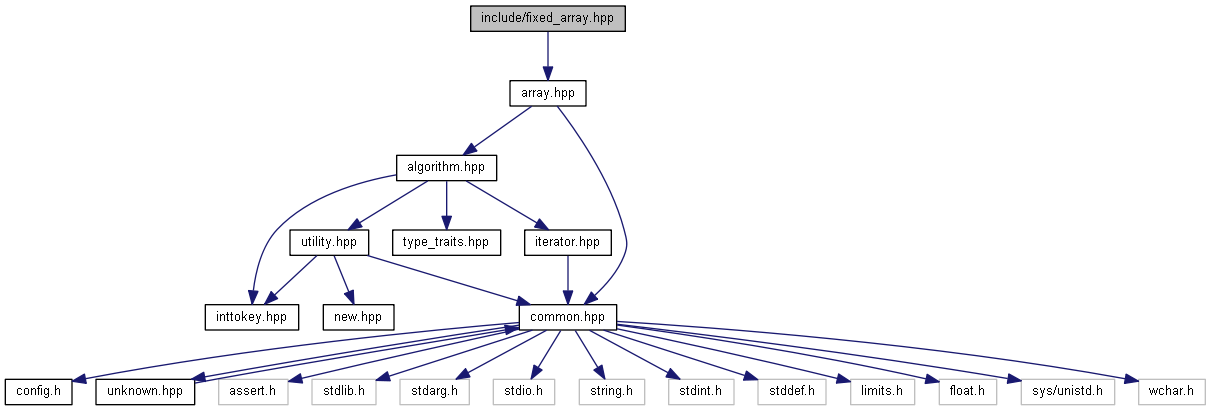 include/fixed_array.hpp
array.hpp
algorithm.hpp
utility.hpp
type_traits.hpp
iterator.hpp
inttokey.hpp
new.hpp
common.hpp
config.h
unknown.hpp
assert.h
stdlib.h
stdarg.h
stdio.h
string.h
stdint.h
stddef.h
limits.h
float.h
sys/unistd.h
wchar.h